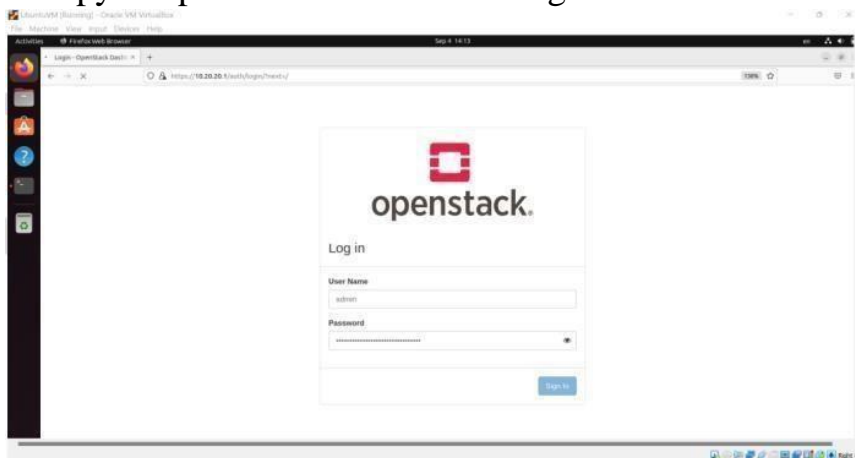 UbuntuVM [Running] - Oracle VM VirtualBox
File Machine View Input Devices Help
Activities Firefox Web Browser Sep 4 14:13 en
Login - OpenStack Dashb
https://10.20.20.1/auth/login/?next=/
openstack.
Log in
User Name
admin
Password
Sign In
Right